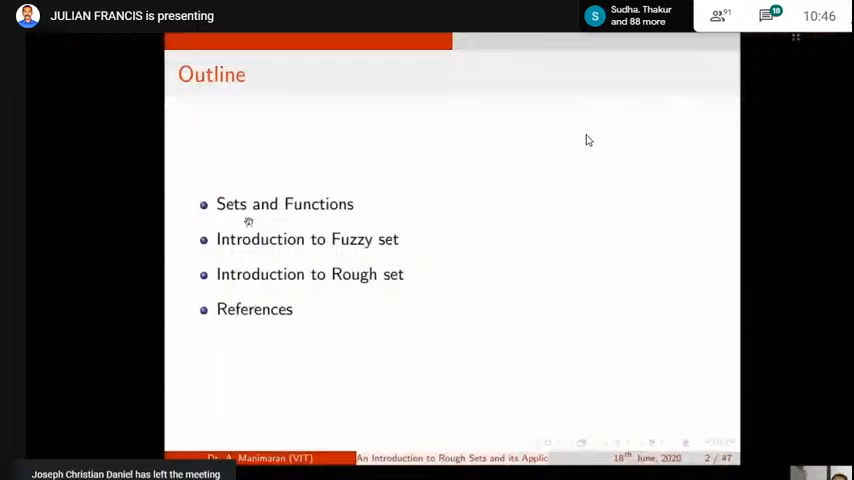 JULIAN FRANCIS is presenting
Sudha. Thakur
and 88 more
S
91
18
10:46
Outline
Sets and Functions
Introduction to Fuzzy set
Introduction to Rough set
References
Dr. A. Manimaran (VIT)
An Introduction to Rough Sets and its Applic
18th June, 2020
2 / 47
Joseph Christian Daniel has left the meeting